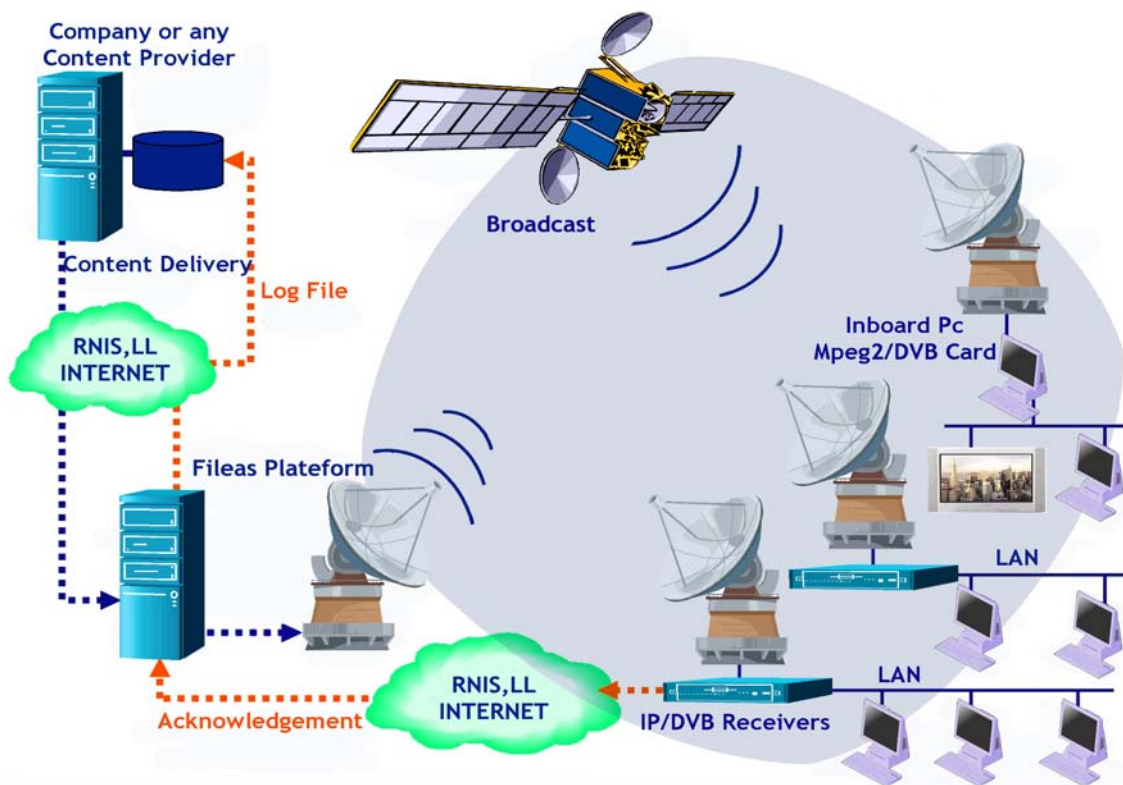 Company or any
Content Provider
Broadcast
Content Delivery
Log File
RNIS,LL
INTERNET
Inboard Pc
Mpeg2/DVB Card
Fileas Plateform
LAN
LAN
RNIS,LL
INTERNET
Acknowledgement
IP/DVB Receivers